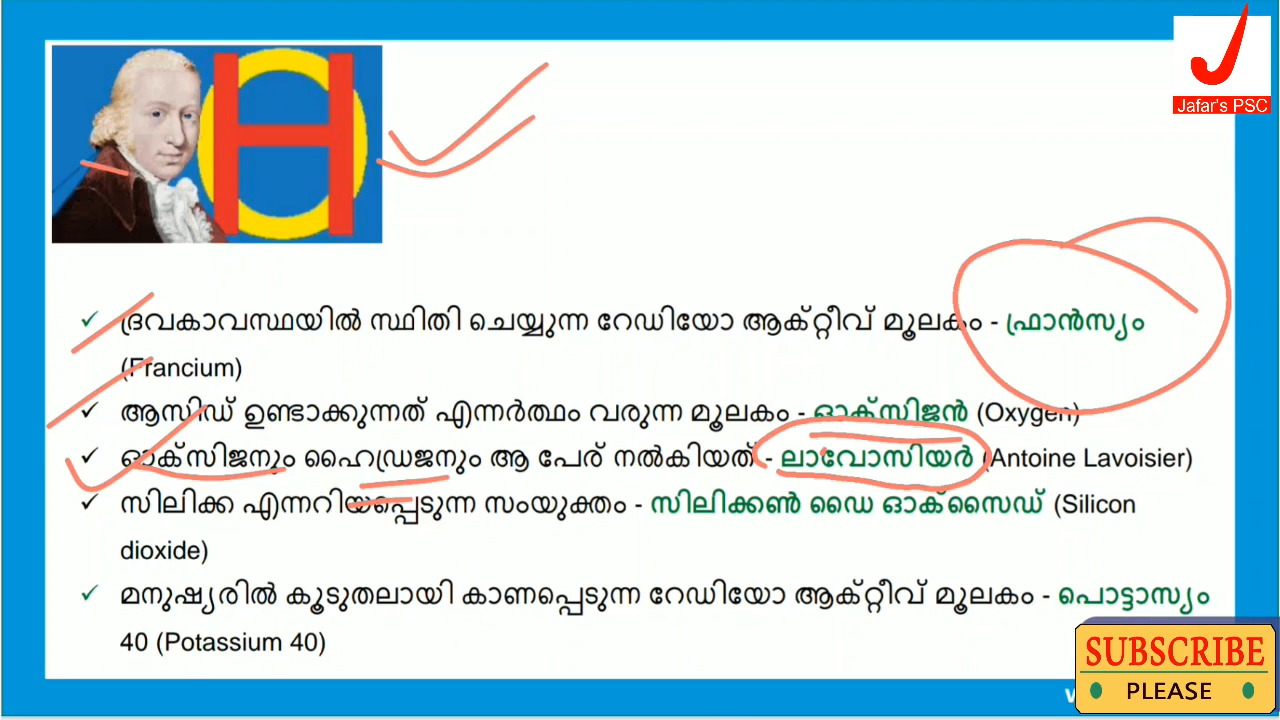 J
Jafar's PSC
OH
ദ്രവകാവസ്ഥയിൽ സ്ഥിതി ചെയ്യുന്ന റേഡിയോ ആക്റ്റീവ് മൂലകം - ഫ്രാൻസ്യം
(Francium)
ആസിഡ് ഉണ്ടാക്കുന്നത് എന്നർത്ഥം വരുന്ന മൂലകം - ഓക്സിജൻ (Oxygen)
ഓക്സിജനും ഹൈഡ്രജനും ആ പേര് നൽകിയത് - ലാവോസിയർ (Antoine Lavoisier)
സിലിക്ക എന്നറിയപ്പെടുന്ന സംയുക്തം - സിലിക്കൺ ഡൈ ഓക്സൈഡ് (Silicon
dioxide)
മനുഷ്യരിൽ കൂടുതലായി കാണപ്പെടുന്ന റേഡിയോ ആക്റ്റീവ് മൂലകം - പൊട്ടാസ്യം
40 (Potassium 40)
SUBSCRIBE
PLEASE